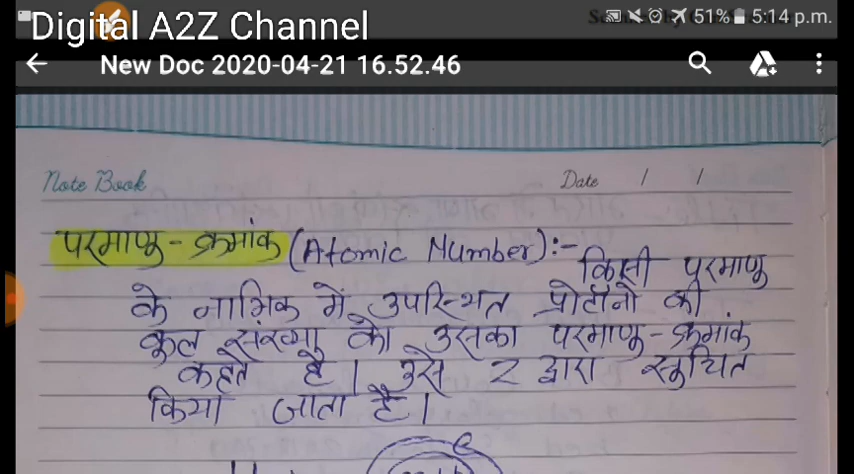 Digital A2Z Channel
51% 5:14 p.m.
New Doc 2020-04-21 16.52.46
Note Book Date / /
परमाणु - क्रमांक (Atomic Number):-
किसी परमाणु
के नाभिक में उपस्थित प्रोटॉनो की
कुल संख्या को उसका परमाणु - क्रमांक
कहते है। उसे Z द्वारा सूचित
किया जाता है।
e